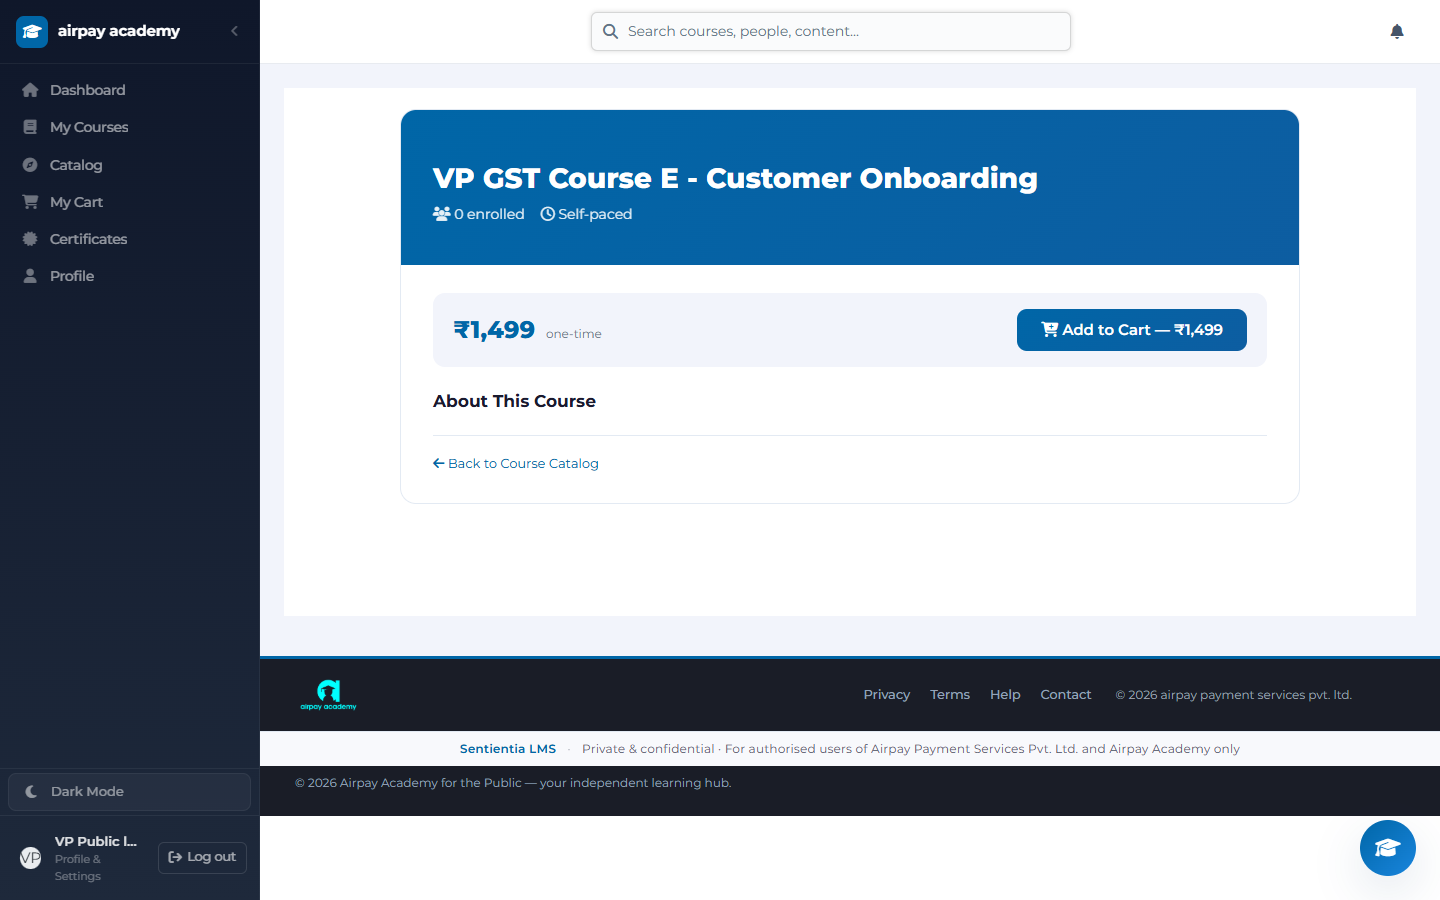 airpay academy
Search courses, people, content...
Dashboard
My Courses
Catalog
My Cart
Certificates
Profile
VP GST Course E - Customer Onboarding
0 enrolled
Self-paced
₹1,499 one-time
Add to Cart — ₹1,499
About This Course
Back to Course Catalog
airpay academy
Privacy
Terms
Help
Contact
© 2026 airpay payment services pvt. ltd.
Sentientia LMS · Private & confidential · For authorised users of Airpay Payment Services Pvt. Ltd. and Airpay Academy only
© 2026 Airpay Academy for the Public — your independent learning hub.
Dark Mode
VP
VP Public l...
Profile &
Settings
Log out